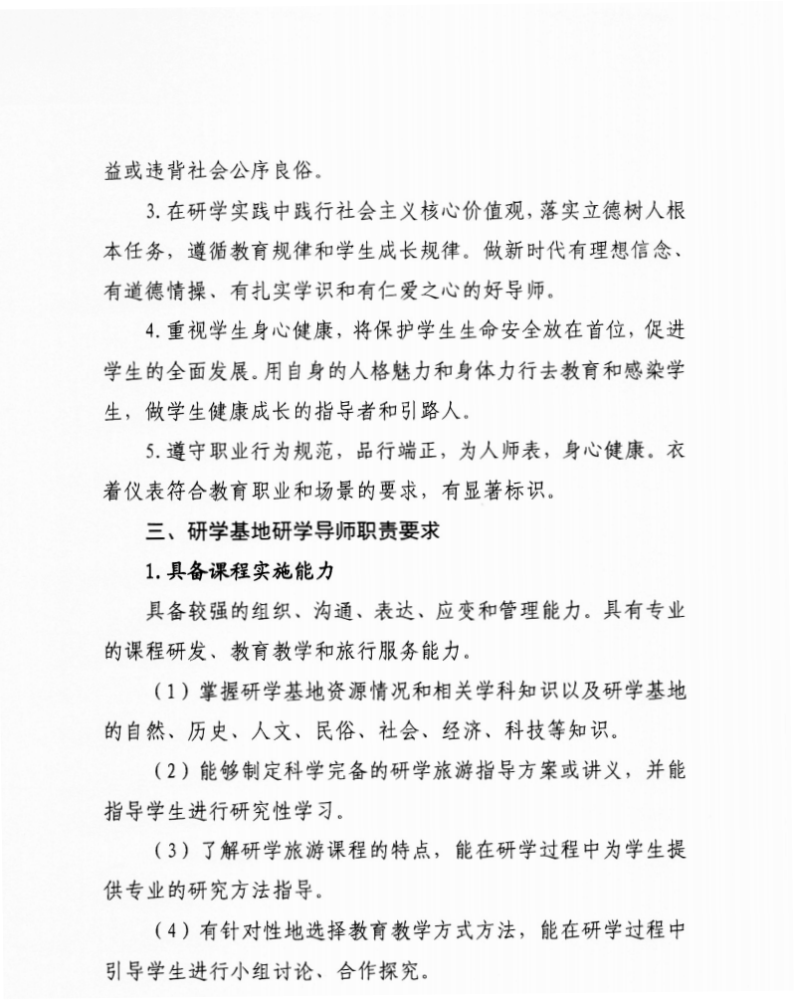 益或违背社会公序良俗。
3.在研学实践中践行社会主义核心价值观,落实立德树人根
本任务，遵循教育规律和学生成长规律。做新时代有理想信念、
有道德情操、有扎实学识和有仁爱之心的好导师。
4.重视学生身心健康，将保护学生生命安全放在首位，促进
学生的全面发展。用自身的人格魅力和身体力行去教育和感染学
生，做学生健康成长的指导者和引路人。
5.遵守职业行为规范，品行端正，为人师表，身心健康。衣
着仪表符合教育职业和场景的要求，有显著标识。
三、研学基地研学导师职责要求
1.具备课程实施能力
具备较强的组织、沟通、表达、应变和管理能力。具有专业
的课程研发、教育教学和旅行服务能力。
（1）掌握研学基地资源情况和相关学科知识以及研学基地
的自然、历史、人文、民俗、社会、经济、科技等知识。
（2）能够制定科学完备的研学旅游指导方案或讲义，并能
指导学生进行研究性学习。
（3）了解研学旅游课程的特点，能在研学过程中为学生提
供专业的研究方法指导。
（4）有针对性地选择教育教学方式方法，能在研学过程中
引导学生进行小组讨论、合作探究。